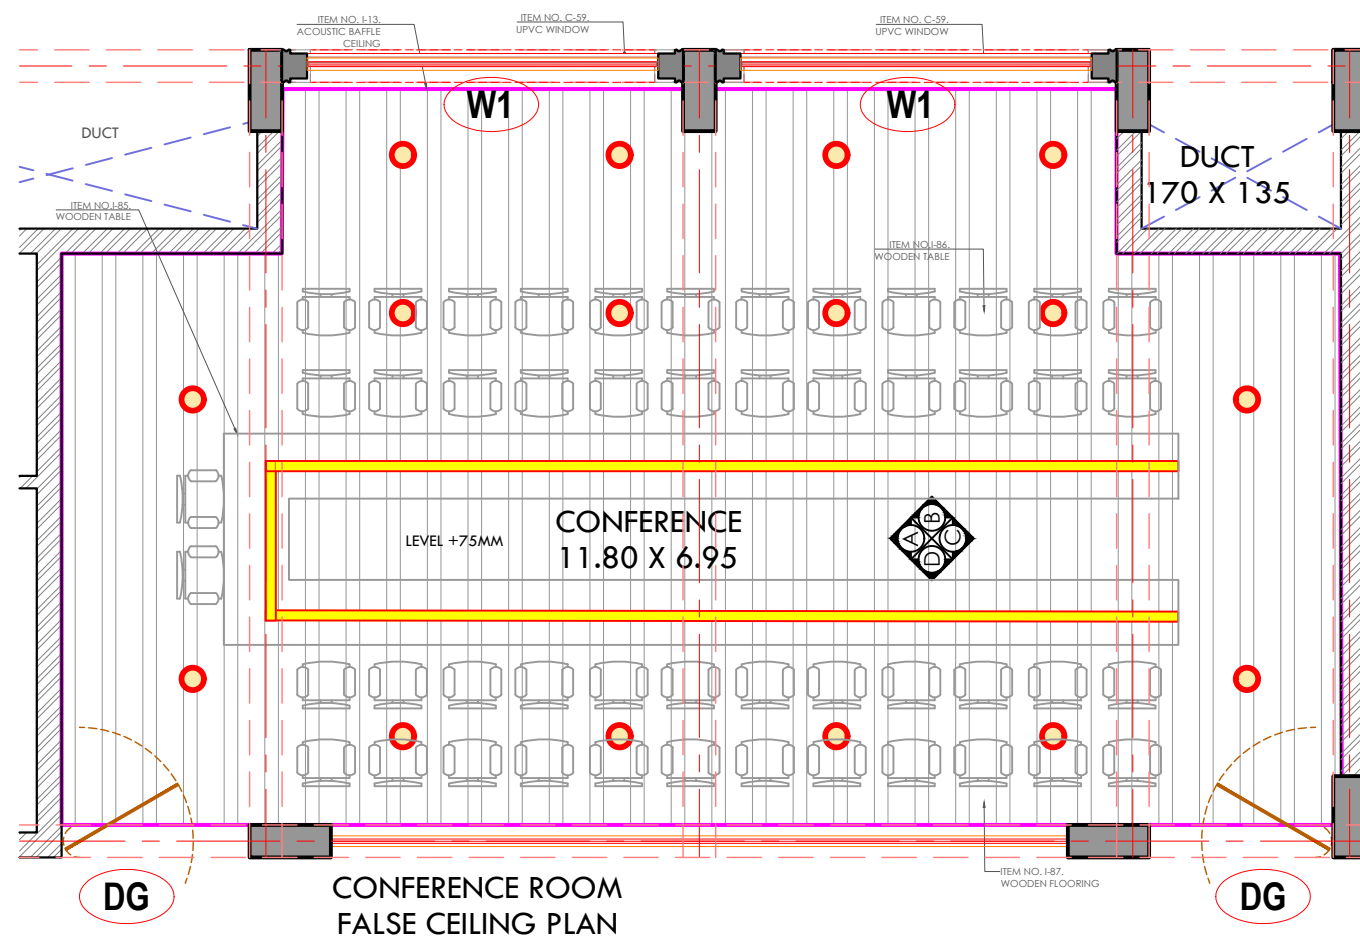 ITEM NO. I-13.
ACOUSTIC BAFFLE
CEILING
ITEM NO. C-59.
UPVC WINDOW
ITEM NO. C-59.
UPVC WINDOW
W1
W1
DUCT
DUCT
170 X 135
ITEM NO.I-85.
WOODEN TABLE
ITEM NO.I-86.
WOODEN TABLE
CONFERENCE
11.80 X 6.95
LEVEL +75MM
A
B
C
D
ITEM NO. I-87.
WOODEN FLOORING
DG
DG
CONFERENCE ROOM
FALSE CEILING PLAN